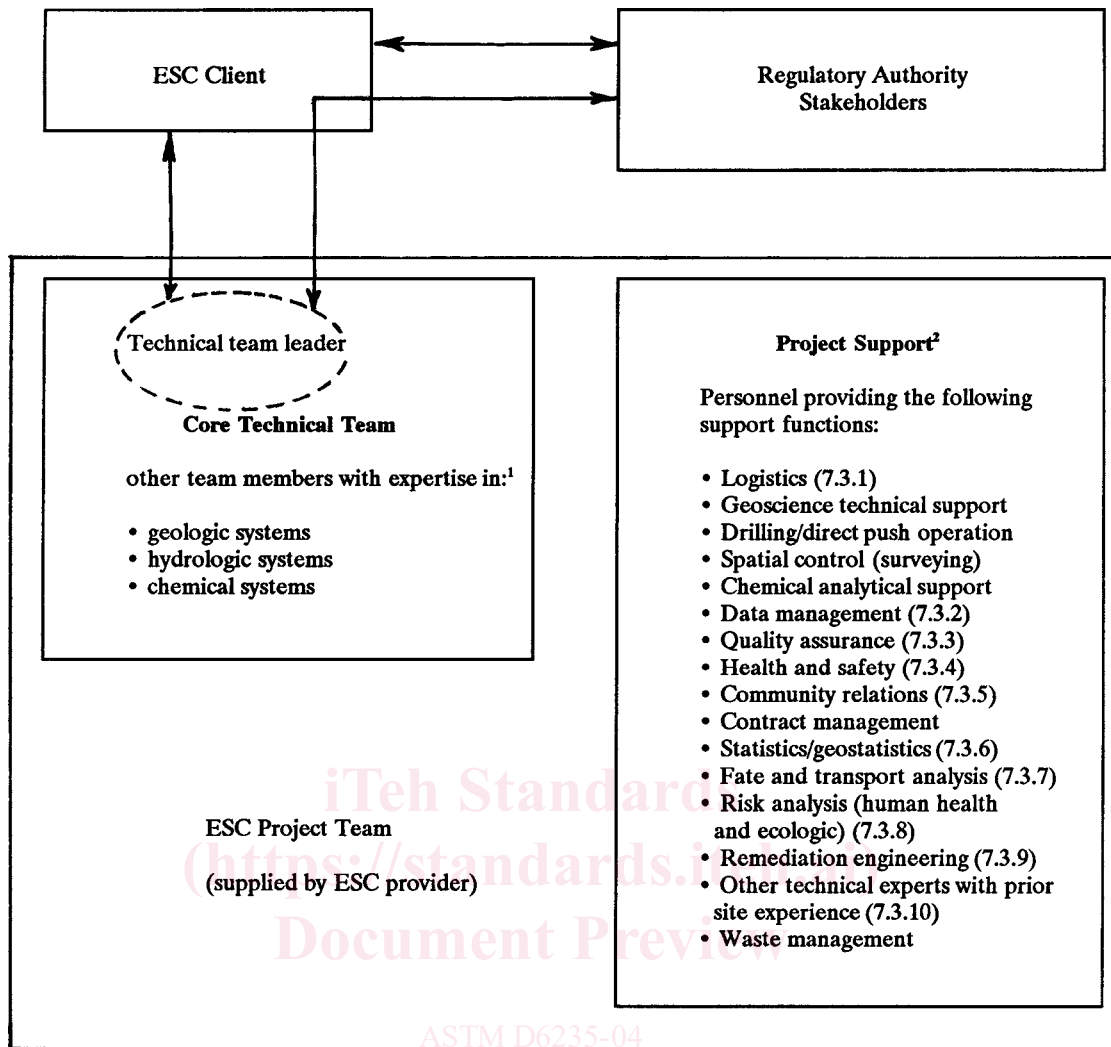 ESC Client
Regulatory Authority
Stakeholders
Technical team leader
Core Technical Team
other team members with expertise in:¹
• geologic systems
• hydrologic systems
• chemical systems
ESC Project Team
(supplied by ESC provider)
Project Support²
Personnel providing the following
support functions:
• Logistics (7.3.1)
• Geoscience technical support
• Drilling/direct push operation
• Spatial control (surveying)
• Chemical analytical support
• Data management (7.3.2)
• Quality assurance (7.3.3)
• Health and safety (7.3.4)
• Community relations (7.3.5)
• Contract management
• Statistics/geostatistics (7.3.6)
• Fate and transport analysis (7.3.7)
• Risk analysis (human health
and ecologic) (7.3.8)
• Remediation engineering (7.3.9)
• Other technical experts with prior
site experience (7.3.10)
• Waste management
iTeh Standards
(https://standards.iteh.ai)
Document Preview
ASTM D6235-04